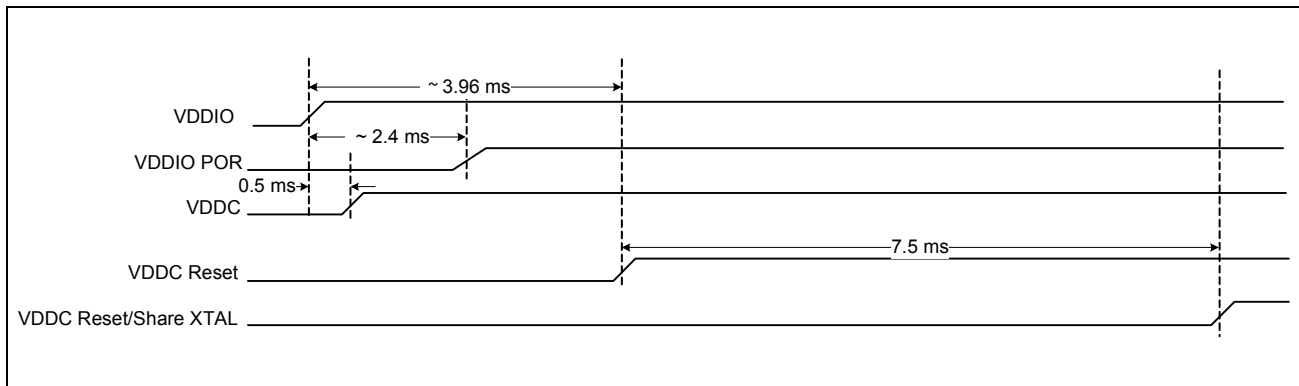 ~ 3.96 ms
VDDIO
~ 2.4 ms
VDDIO POR
0.5 ms
VDDC
7.5 ms
VDDC Reset
VDDC Reset/Share XTAL